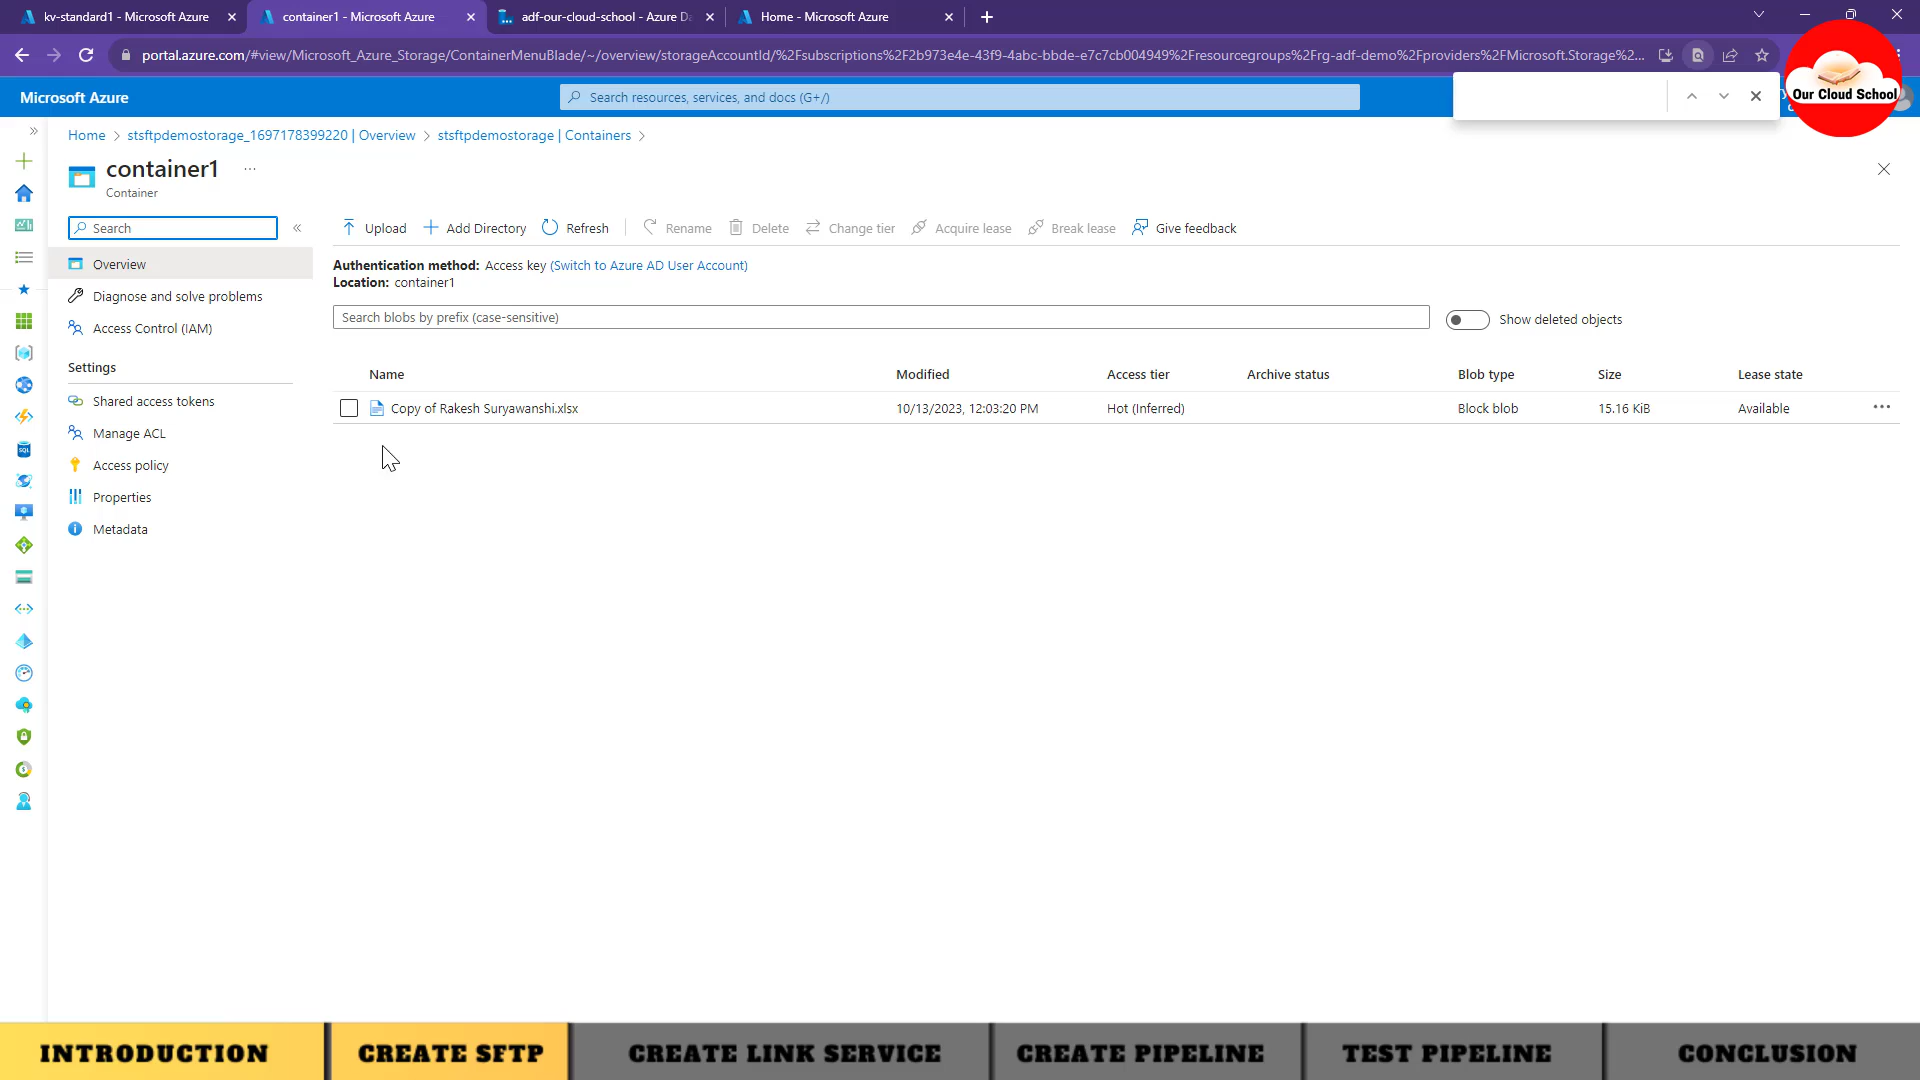 kv-standard1 - Microsoft Azure
container1 - Microsoft Azure
adf-our-cloud-school - Azure Da
Home - Microsoft Azure
portal.azure.com/#view/Microsoft_Azure_Storage/ContainerMenuBlade/~/overview/storageAccountId/%2Fsubscriptions%2F2b973e4e-43f9-4abc-bbde-e7c7cb004949%2Fresourcegroups%2Frg-adf-demo%2Fproviders%2FMicrosoft.Storage%2...
Microsoft Azure
Search resources, services, and docs (G+/)
Our Cloud School
Home > stsftpdemostorage_1697178399220 | Overview > stsftpdemostorage | Containers >
container1 ...
Container
Search
Upload
Add Directory
Refresh
Rename
Delete
Change tier
Acquire lease
Break lease
Give feedback
Overview
Diagnose and solve problems
Access Control (IAM)
Settings
Shared access tokens
Manage ACL
Access policy
Properties
Metadata
Authentication method: Access key (Switch to Azure AD User Account)
Location: container1
Search blobs by prefix (case-sensitive)
Show deleted objects
Name Modified Access tier Archive status Blob type Size Lease state
Copy of Rakesh Suryawanshi.xlsx 10/13/2023, 12:03:20 PM Hot (Inferred) Block blob 15.16 KiB Available ...
INTRODUCTION
CREATE SFTP
CREATE LINK SERVICE
CREATE PIPELINE
TEST PIPELINE
CONCLUSION